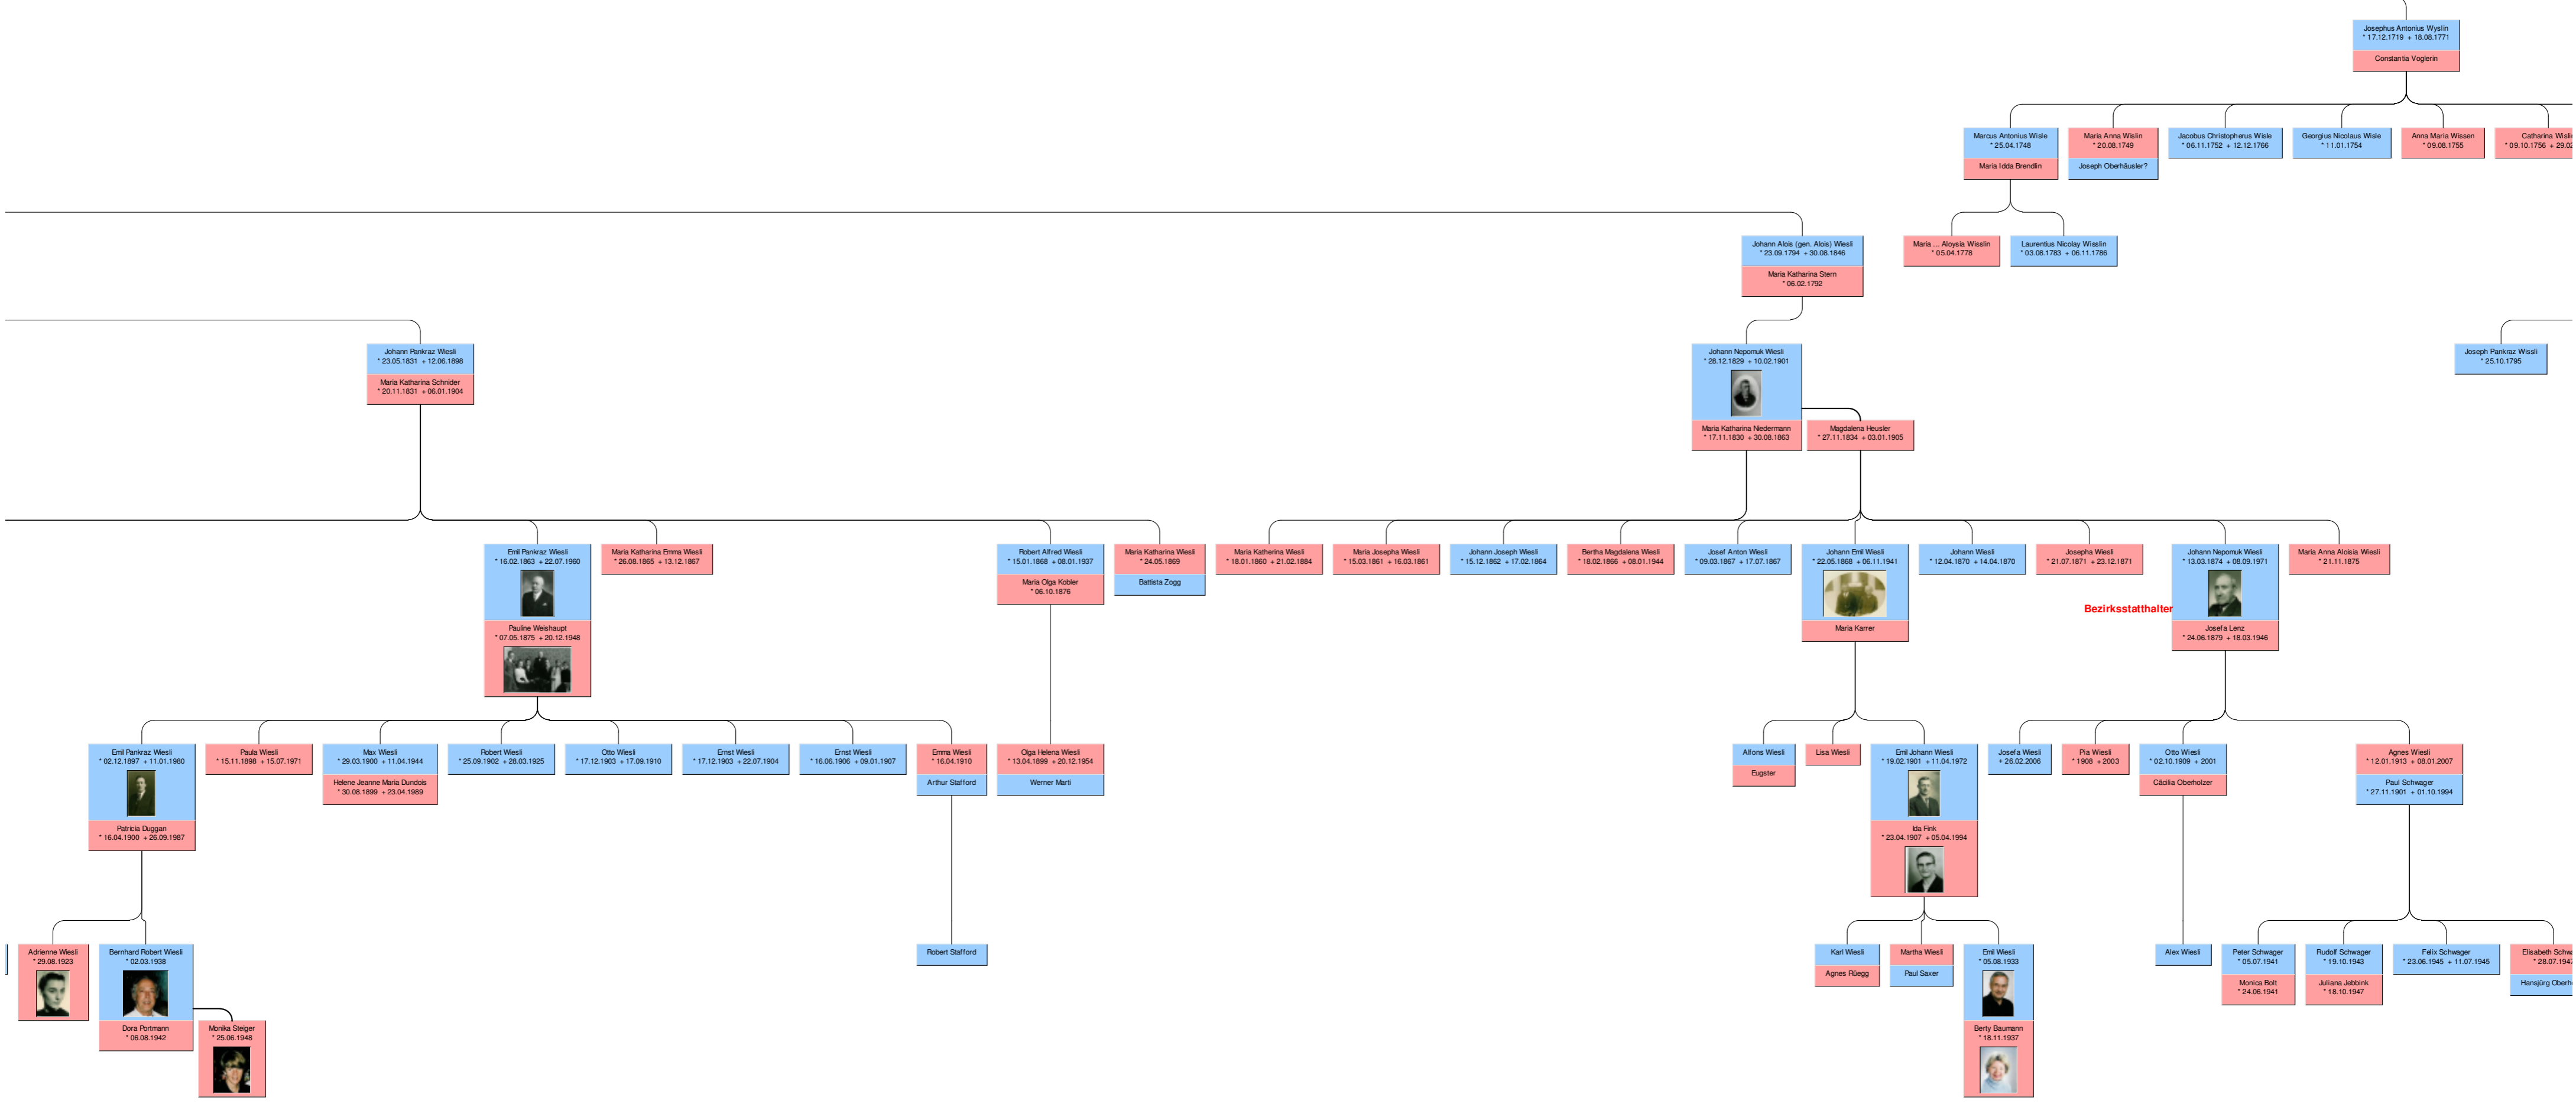 Josephus Antonius Wyslin
* 17.12.1719 + 18.08.1771
Constantia Voglerin
Marcus Antonius Wisle
* 25.04.1748
Maria Idda Brendlin
Maria Anna Wislin
* 20.08.1749
Joseph Oberhäusler?
Jacobus Christopherus Wisle
* 06.11.1752 + 12.12.1766
Georgius Nicolaus Wisle
* 11.01.1754
Anna Maria Wissen
* 09.08.1755
Catharina
* 09.10.1756 +
Johann Alois (gen. Alois) Wiesli
* 23.09.1794 + 30.08.1846
Maria Katharina Stern
* 06.02.1792
Maria ... Aloysia Wisslin
* 05.04.1778
Laurentius Nicolay Wisslin
* 03.08.1783 + 06.11.1786
Johann Pankraz Wiesli
* 23.05.1831 + 12.06.1898
Maria Katharina Schnider
* 20.11.1831 + 06.01.1904
Johann Nepomuk Wiesli
* 28.12.1829 + 10.02.1901
Maria Katharina Niedermann
* 17.11.1830 + 30.08.1863
Magdalena Heusler
* 27.11.1834 + 03.01.1905
Joseph Pankraz Wissli
* 25.10.1795
Emil Pankraz Wiesli
* 16.02.1863 + 22.07.1960
Pauline Weishaupt
* 07.05.1875 + 20.12.1948
Maria Katharina Emma Wiesli
* 26.08.1865 + 13.12.1867
Robert Alfred Wiesli
* 15.01.1868 + 08.01.1937
Maria Olga Kobler
* 06.10.1876
Maria Katharina Wiesli
* 24.05.1869
Battista Zogg
Maria Katherina Wiesli
* 18.01.1860 + 21.02.1884
Maria Josepha Wiesli
* 15.03.1861 + 16.03.1861
Johann Joseph Wiesli
* 15.12.1862 + 17.02.1864
Bertha Magdalena Wiesli
* 18.02.1866 + 08.01.1944
Josef Anton Wiesli
* 09.03.1867 + 17.07.1867
Johann Emil Wiesli
* 22.05.1868 + 06.11.1941
Maria Karrer
Johann Wiesli
* 12.04.1870 + 14.04.1870
Josepha Wiesli
* 21.07.1871 + 23.12.1871
Bezirksstatthalter
Johann Nepomuk Wiesli
* 13.03.1874 + 08.09.1971
Josefa Lenz
* 24.06.1879 + 18.03.1946
Maria Anna Aloisia Wiesli
* 21.11.1875
Emil Pankraz Wiesli
* 02.12.1897 + 11.01.1980
Patricia Duggan
* 16.04.1900 + 26.09.1987
Paula Wiesli
* 15.11.1898 + 15.07.1971
Max Wiesli
* 29.03.1900 + 11.04.1944
Helene Jeanne Maria Dundois
* 30.08.1899 + 23.04.1989
Robert Wiesli
* 25.09.1902 + 28.03.1925
Otto Wiesli
* 17.12.1903 + 17.09.1910
Ernst Wiesli
* 17.12.1903 + 22.07.1904
Ernst Wiesli
* 16.06.1906 + 09.01.1907
Emma Wiesli
* 16.04.1910
Arthur Stafford
Olga Helena Wiesli
* 13.04.1899 + 20.12.1954
Werner Marti
Alfons Wiesli
Eugster
Lisa Wiesli
Emil Johann Wiesli
* 19.02.1901 + 11.04.1972
Ida Fink
* 23.04.1907 + 05.04.1994
Josefa Wiesli
+ 26.02.2006
Pia Wiesli
* 1908 + 2003
Otto Wiesli
* 02.10.1909 + 2001
Cäcilia Oberholzer
Agnes Wiesli
* 12.01.1913 + 08.01.2007
Paul Schwager
* 27.11.1901 + 01.10.1994
Adrienne Wiesli
* 29.08.1923
Bernhard Robert Wiesli
* 02.03.1938
Dora Portmann
* 06.08.1942
Monika Steiger
* 25.06.1948
Robert Stafford
Karl Wiesli
Agnes Rüegg
Martha Wiesli
Paul Saxer
Emil Wiesli
* 05.08.1933
Berty Baumann
* 18.11.1937
Alex Wiesli
Peter Schwager
* 05.07.1941
Monica Bolt
* 24.06.1941
Rudolf Schwager
* 19.10.1943
Juliana Jebbink
* 18.10.1947
Felix Schwager
* 23.06.1945 + 11.07.1945
Elisabeth
* 28.07.
Hansjürg